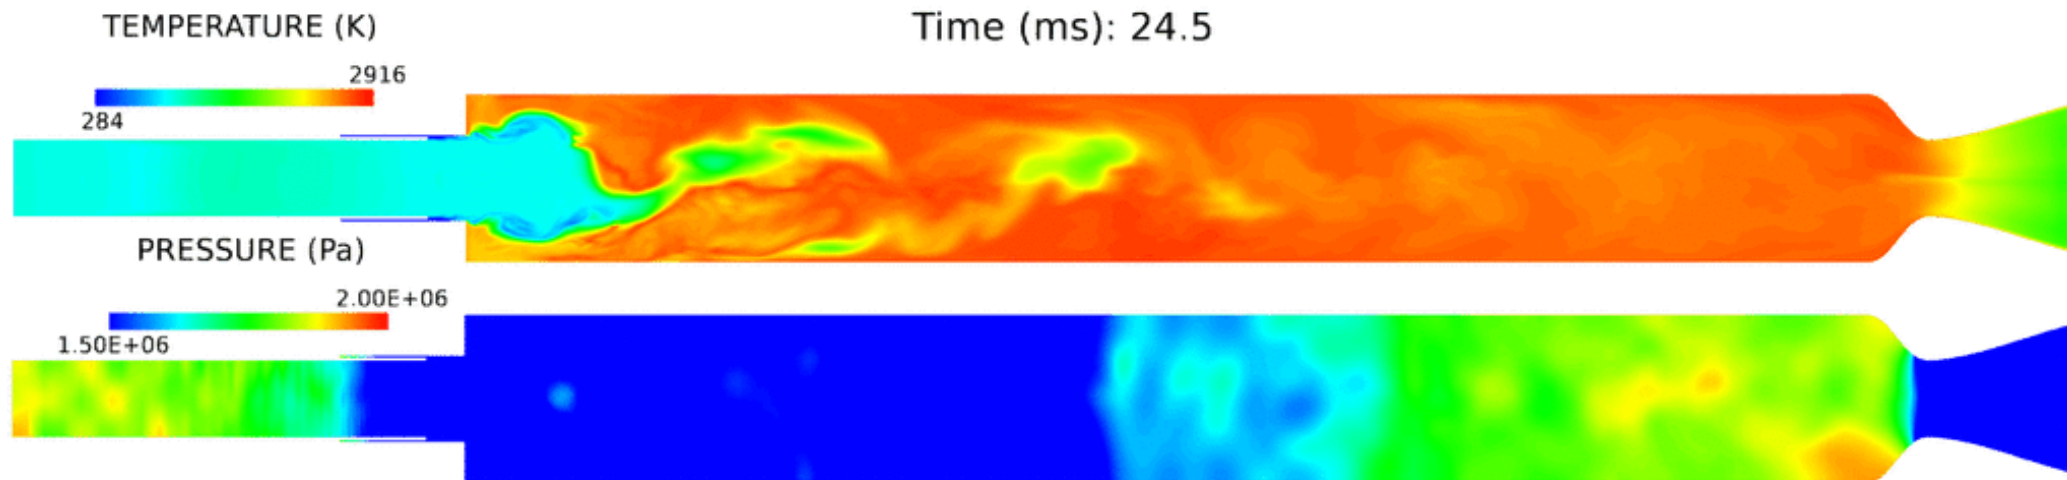 TEMPERATURE (K)
Time (ms): 24.5
2916
284
PRESSURE (Pa)
2.00E+06
1.50E+06